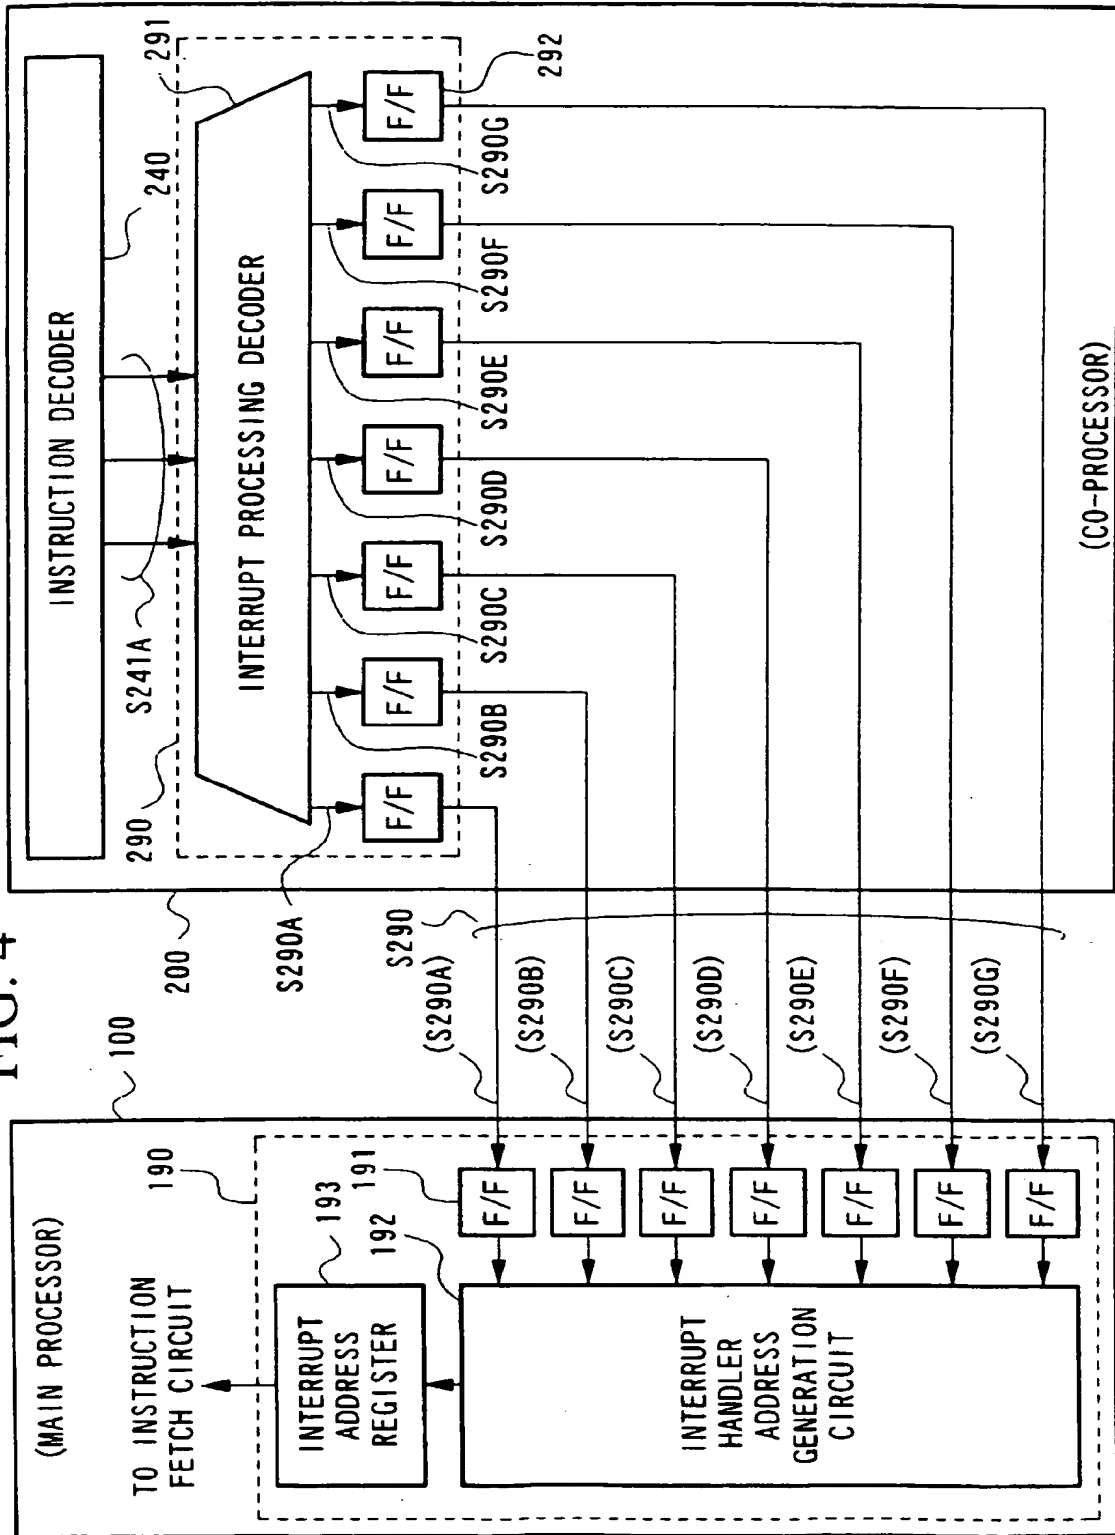 FIG. 4
(MAIN PROCESSOR)
100
TO INSTRUCTION
FETCH CIRCUIT
190
193
INTERRUPT
ADDRESS
REGISTER
192
191
INTERRUPT
HANDLER
ADDRESS
GENERATION
CIRCUIT
F/F
F/F
F/F
F/F
F/F
F/F
F/F
(S290A)
(S290B)
(S290C)
(S290D)
(S290E)
(S290F)
(S290G)
S290
200
INSTRUCTION DECODER
240
S241A
290
291
INTERRUPT PROCESSING DECODER
F/F
F/F
F/F
F/F
F/F
F/F
F/F
292
S290A
S290B
S290C
S290D
S290E
S290F
S290G
(CO-PROCESSOR)